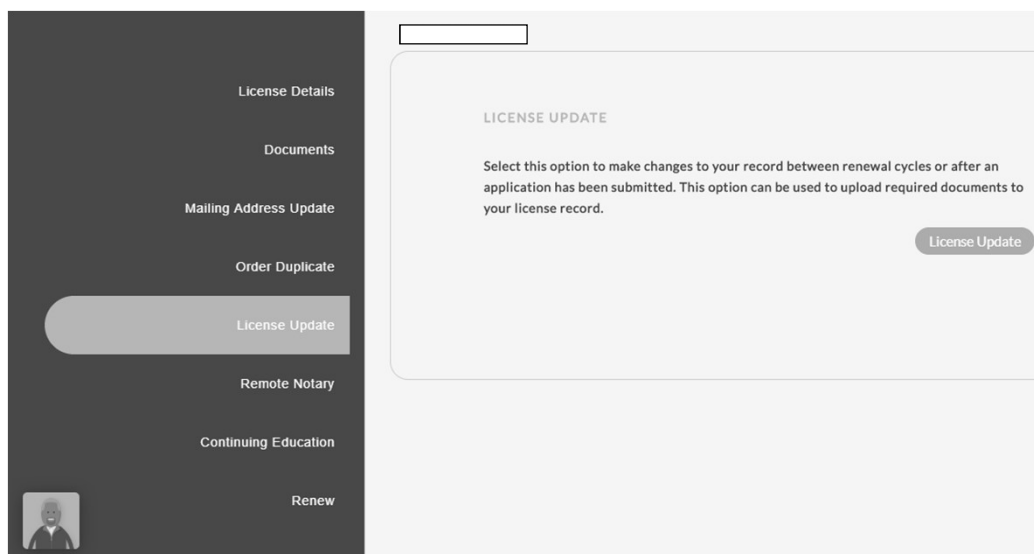 License Details
Documents
Mailing Address Update
Order Duplicate
License Update
Remote Notary
Continuing Education
Renew
LICENSE UPDATE
Select this option to make changes to your record between renewal cycles or after an
application has been submitted. This option can be used to upload required documents to
your license record.
License Update